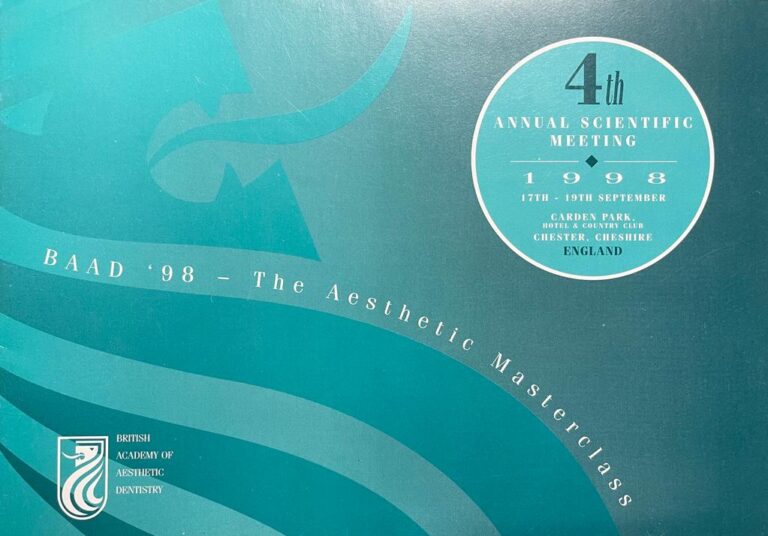 4th
ANNUAL SCIENTIFIC
MEETING
1998
17TH - 19TH SEPTEMBER
CARDEN PARK,
HOTEL & COUNTRY CLUB
CHESTER, CHESHIRE
ENGLAND
BAAD '98 – The Aesthetic Masterclass
BRITISH
ACADEMY OF
AESTHETIC
DENTISTRY